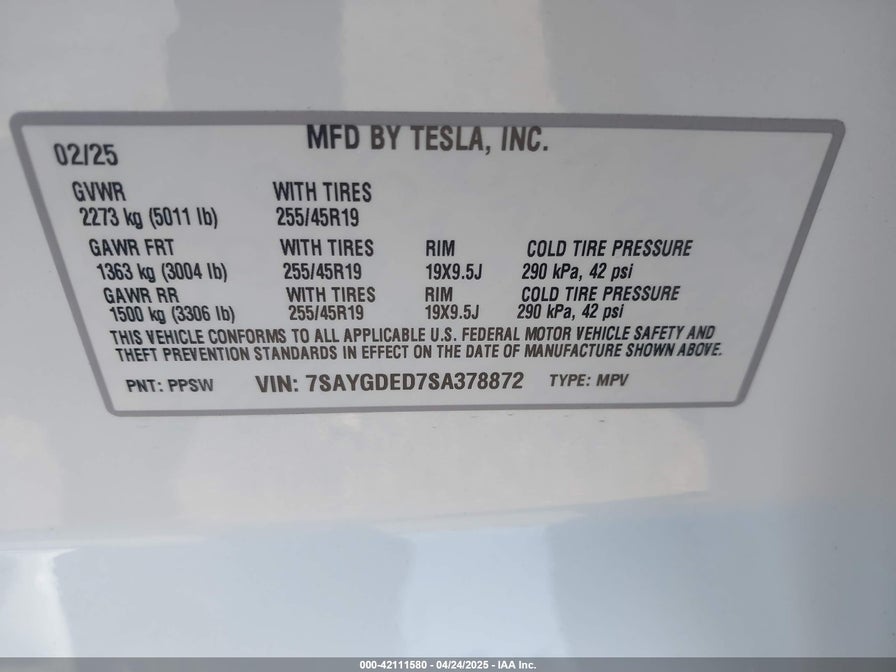 MFD BY TESLA, INC.
02/25
GVWR WITH TIRES
2273 kg (5011 lb) 255/45R19
GAWR FRT WITH TIRES RIM COLD TIRE PRESSURE
1363 kg (3004 lb) 255/45R19 19X9.5J 290 kPa, 42 psi
GAWR RR WITH TIRES RIM COLD TIRE PRESSURE
1500 kg (3306 lb) 255/45R19 19X9.5J 290 kPa, 42 psi
THIS VEHICLE CONFORMS TO ALL APPLICABLE U.S. FEDERAL MOTOR VEHICLE SAFETY AND
THEFT PREVENTION STANDARDS IN EFFECT ON THE DATE OF MANUFACTURE SHOWN ABOVE.
PNT: PPSW VIN: 7SAYGDED7SA378872 TYPE: MPV
000-42111580 - 04/24/2025 - IAA Inc.